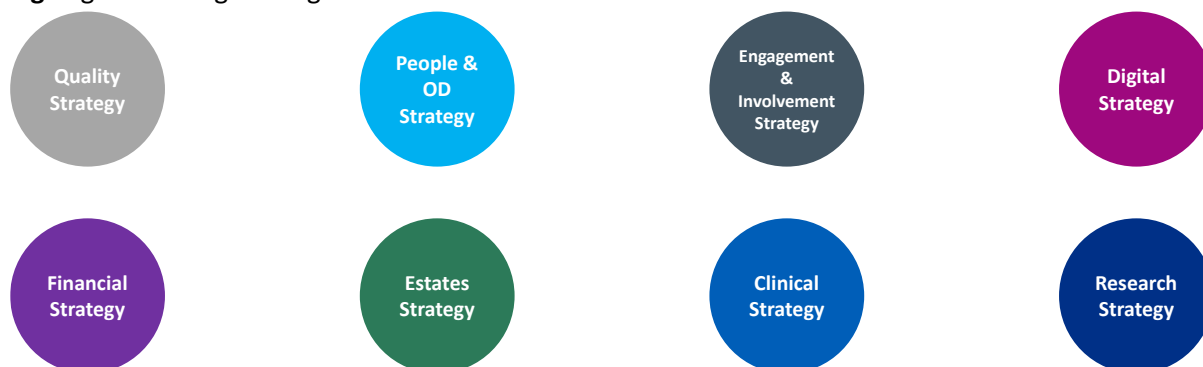 Quality
Strategy
People &
OD
Strategy
Engagement
&
Involvement
Strategy
Digital
Strategy
Financial
Strategy
Estates
Strategy
Clinical
Strategy
Research
Strategy